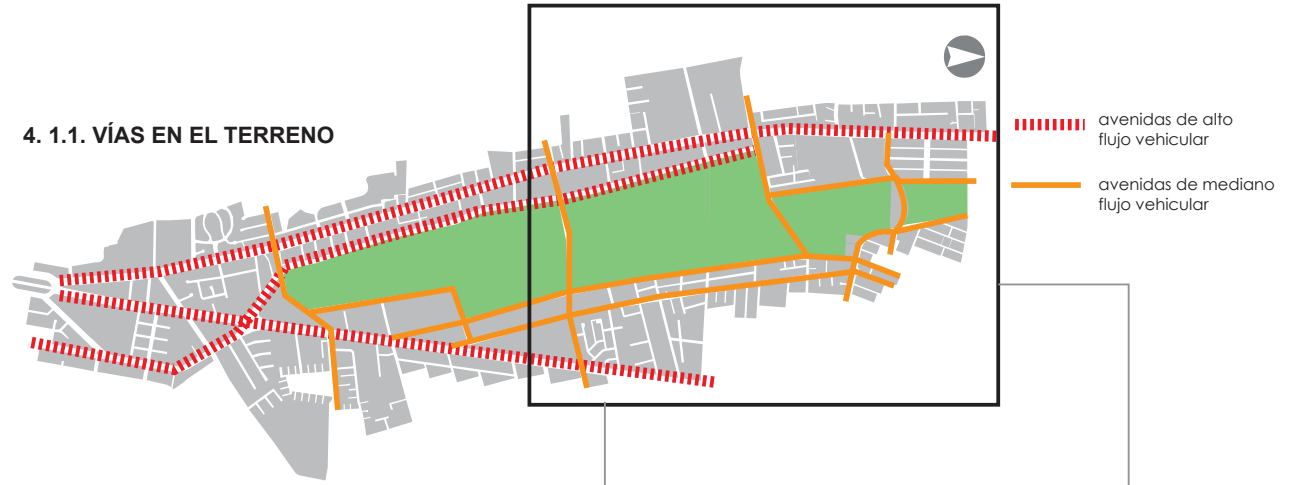 4. 1.1. VÍAS EN EL TERRENO
avenidas de alto
flujo vehicular
avenidas de mediano
flujo vehicular